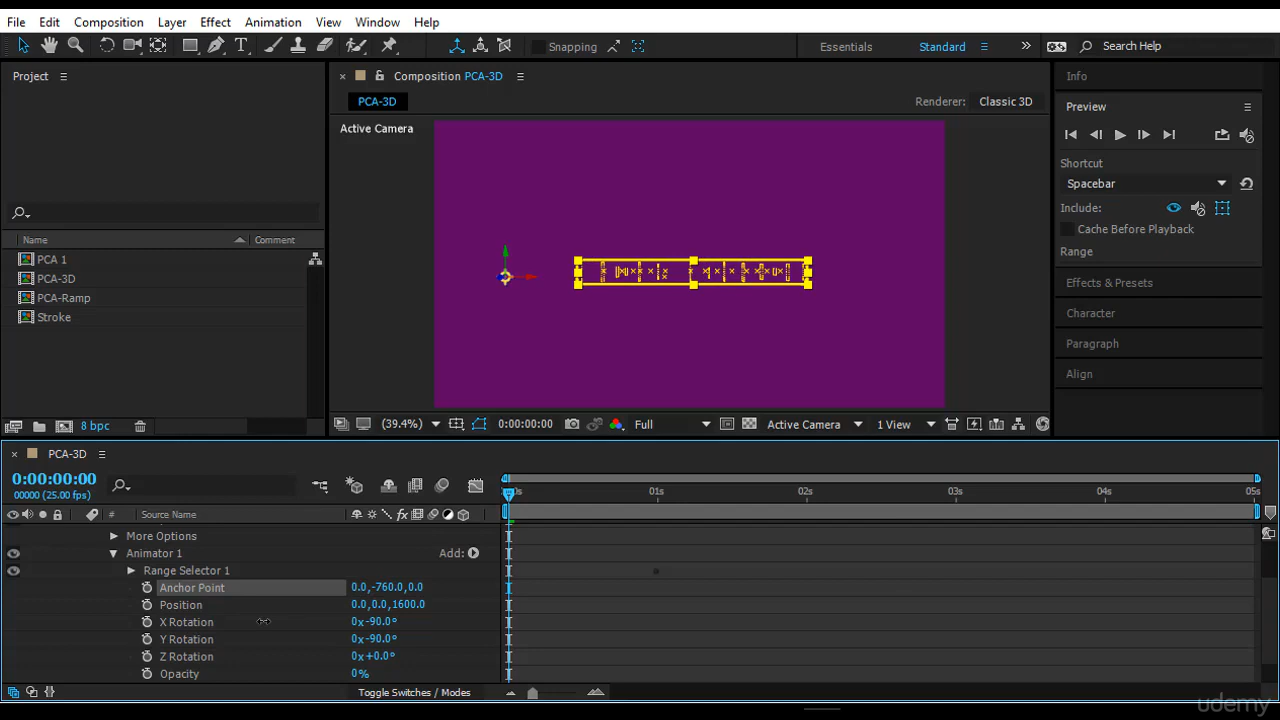 File Edit Composition Layer Effect Animation View Window Help
Snapping Essentials Standard Search Help
Project
Composition PCA-3D
PCA-3D
Renderer: Classic 3D
Active Camera
Name Comment
PCA 1
PCA-3D
PCA-Ramp
Stroke
8 bpc
(39.4%) 0:00:00:00 Full Active Camera 1 View
Info
Preview
Shortcut
Spacebar
Include:
Cache Before Playback
Range
Effects & Presets
Character
Paragraph
Align
PCA-3D
0:00:00:00
00000 (25.00 fps)
01s 02s 03s 04s 05s
# Source Name
More Options
Animator 1 Add:
Range Selector 1
Anchor Point 0.0,-760.0,0.0
Position 0.0,0.0,1600.0
X Rotation 0x-90.0°
Y Rotation 0x-90.0°
Z Rotation 0x+0.0°
Opacity 0%
Toggle Switches / Modes
udemy